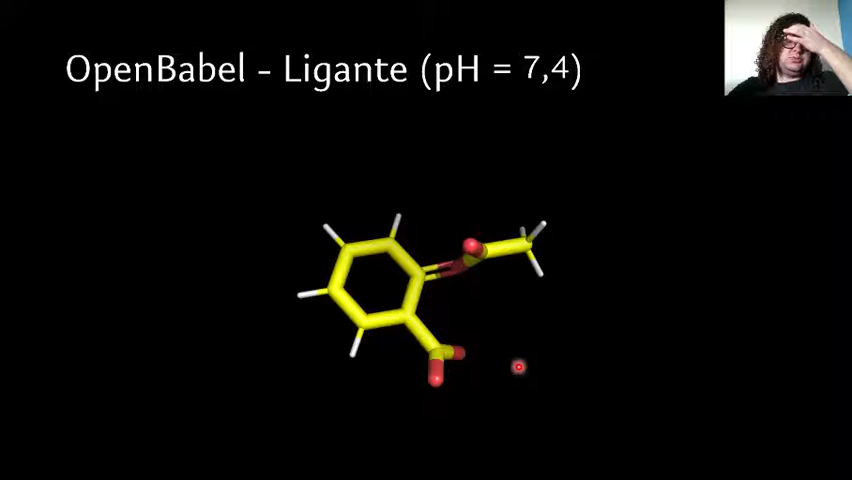 OpenBabel - Ligante (pH = 7,4)